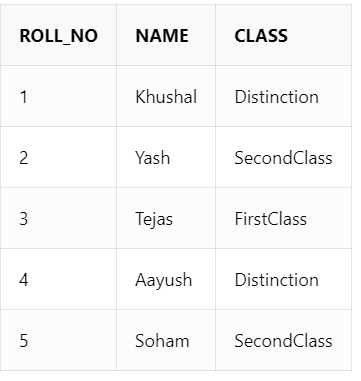 ROLL_NO NAME CLASS
1 Khushal Distinction
2 Yash SecondClass
3 Tejas FirstClass
4 Aayush Distinction
5 Soham SecondClass